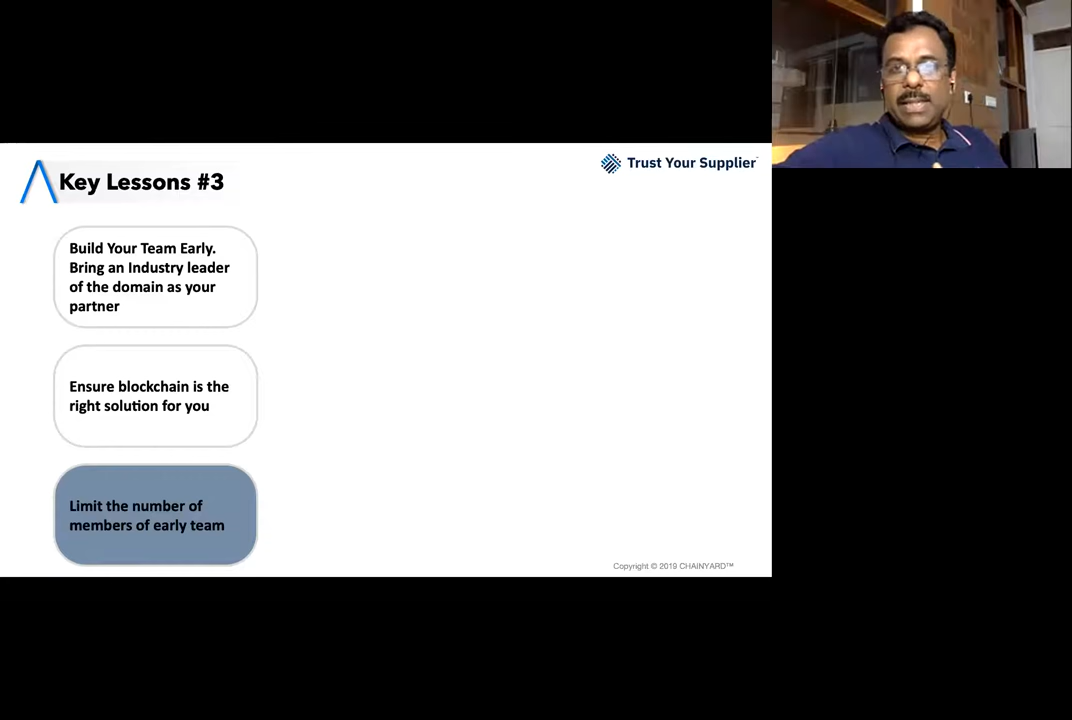 Key Lessons #3
Trust Your Supplier
Build Your Team Early.
Bring an Industry leader
of the domain as your
partner
Ensure blockchain is the
right solution for you
Limit the number of
members of early team
Copyright © 2019 CHAiNYARD™